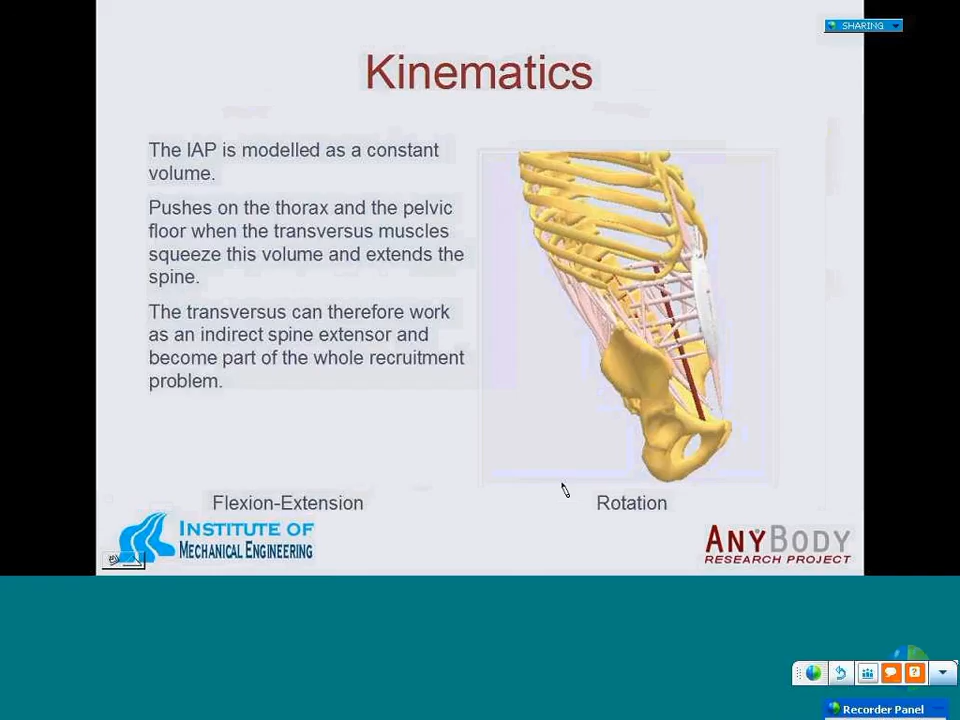 SHARING
Kinematics
The IAP is modelled as a constant
volume.
Pushes on the thorax and the pelvic
floor when the transversus muscles
squeeze this volume and extends the
spine.
The transversus can therefore work
as an indirect spine extensor and
become part of the whole recruitment
problem.
Flexion-Extension
Rotation
INSTITUTE OF
MECHANICAL ENGINEERING
ANYBODY
RESEARCH PROJECT
Recorder Panel